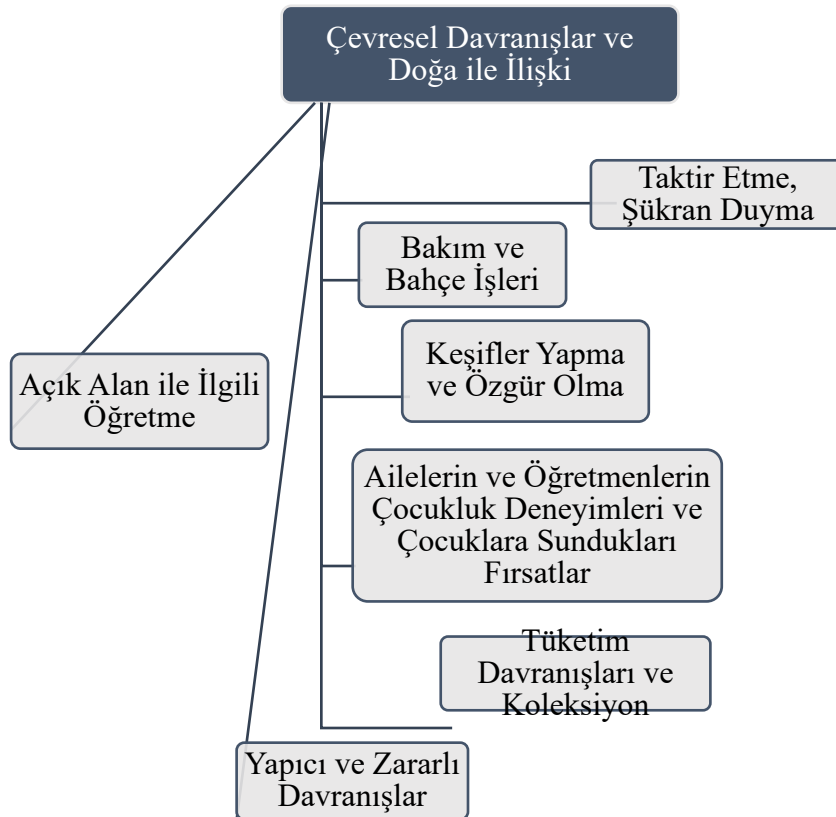 Çevresel Davranışlar ve
Doğa ile İlişki
Taktir Etme,
Şükran Duyma
Bakım ve
Bahçe İşleri
Keşifler Yapma
ve Özgür Olma
Açık Alan ile İlgili
Öğretme
Ailelerin ve Öğretmenlerin
Çocukluk Deneyimleri ve
Çocuklara Sundukları
Fırsatlar
Tüketim
Davranışları ve
Koleksiyon
Yapıcı ve Zararlı
Davranışlar